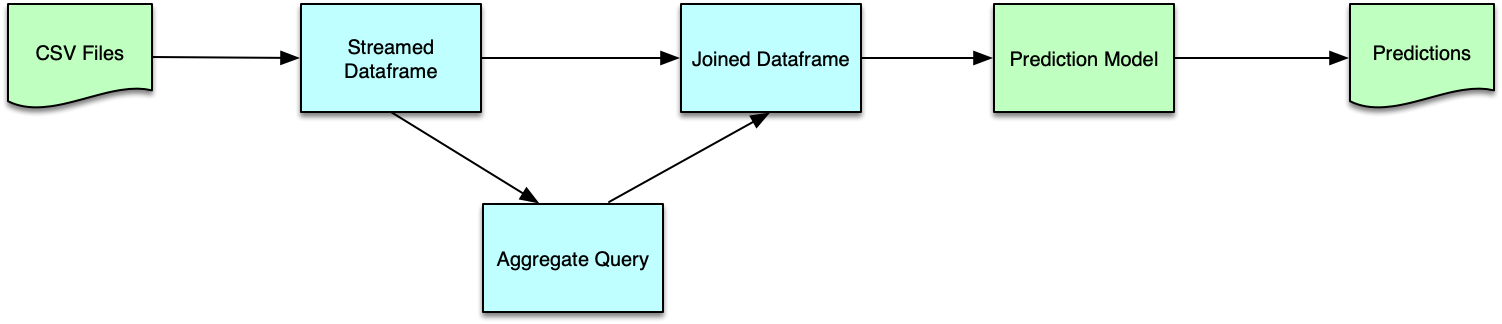 CSV Files
Streamed
Dataframe
Joined Dataframe
Prediction Model
Predictions
Aggregate Query